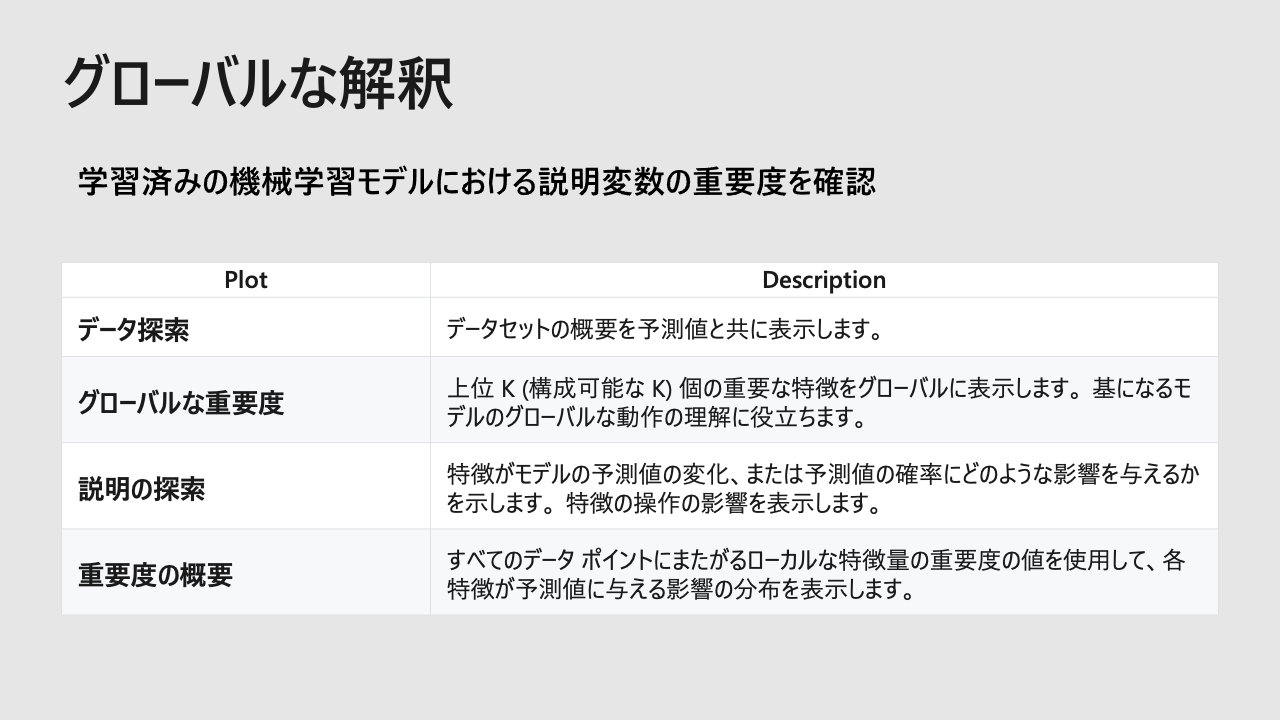 グローバルな解釈
学習済みの機械学習モデルにおける説明変数の重要度を確認
Plot
Description
データ探索
データセットの概要を予測値と共に表示します。
グローバルな重要度
上位 K (構成可能な K) 個の重要な特徴をグローバルに表示します。基になるモ
デルのグローバルな動作の理解に役立ちます。
説明の探索
特徴がモデルの予測値の変化、または予測値の確率にどのような影響を与えるか
を示します。特徴の操作の影響を表示します。
重要度の概要
すべてのデータ ポイントにまたがるローカルな特徴量の重要度の値を使用して、各
特徴が予測値に与える影響の分布を表示します。